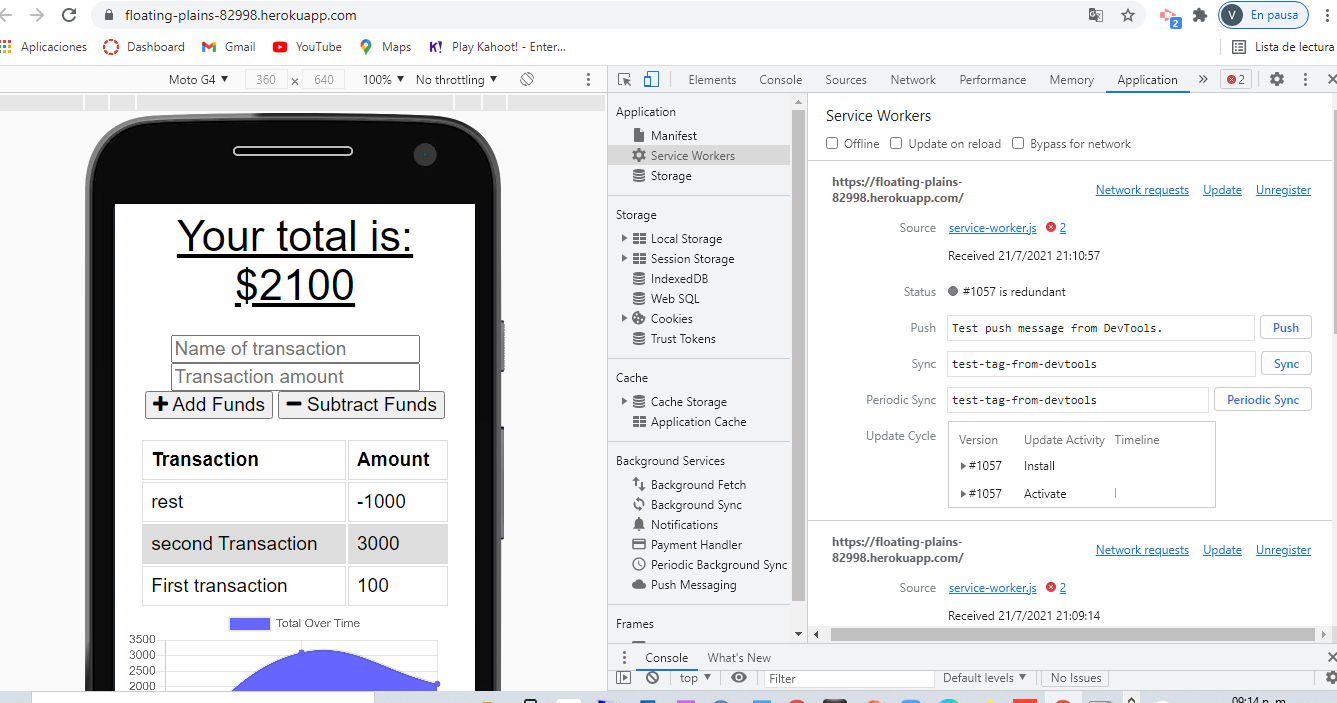 floating-plains-82998.herokuapp.com
2
V
En pausa
Aplicaciones
Dashboard
Gmail
YouTube
Maps
K!
Play Kahoot! - Enter...
Lista de lectura
Moto G4 ▼
360
×
640
100% ▼
No throttling ▼
Elements
Console
Sources
Network
Performance
Memory
Application
»
2
Your total is:
$2100
Name of transaction
Transaction amount
Add Funds
Subtract Funds
Transaction
Amount
rest
-1000
second Transaction
3000
First transaction
100
Total Over Time
3500
3000
2500
2000
Application
Manifest
Service Workers
Storage
Storage
Local Storage
Session Storage
IndexedDB
Web SQL
Cookies
Trust Tokens
Cache
Cache Storage
Application Cache
Background Services
Background Fetch
Background Sync
Notifications
Payment Handler
Periodic Background Sync
Push Messaging
Frames
Service Workers
Offline
Update on reload
Bypass for network
https://floating-plains-
82998.herokuapp.com/
Network requests
Update
Unregister
Source
service-worker.js
2
Received 21/7/2021 21:10:57
Status
#1057 is redundant
Push
Test push message from DevTools.
Push
Sync
test-tag-from-devtools
Sync
Periodic Sync
test-tag-from-devtools
Periodic Sync
Update Cycle
Version
Update Activity
Timeline
#1057
Install
#1057
Activate
https://floating-plains-
82998.herokuapp.com/
Network requests
Update
Unregister
Source
service-worker.js
2
Received 21/7/2021 21:09:14
Console
What's New
top ▼
Filter
Default levels ▼
No Issues
09:14 p. m.